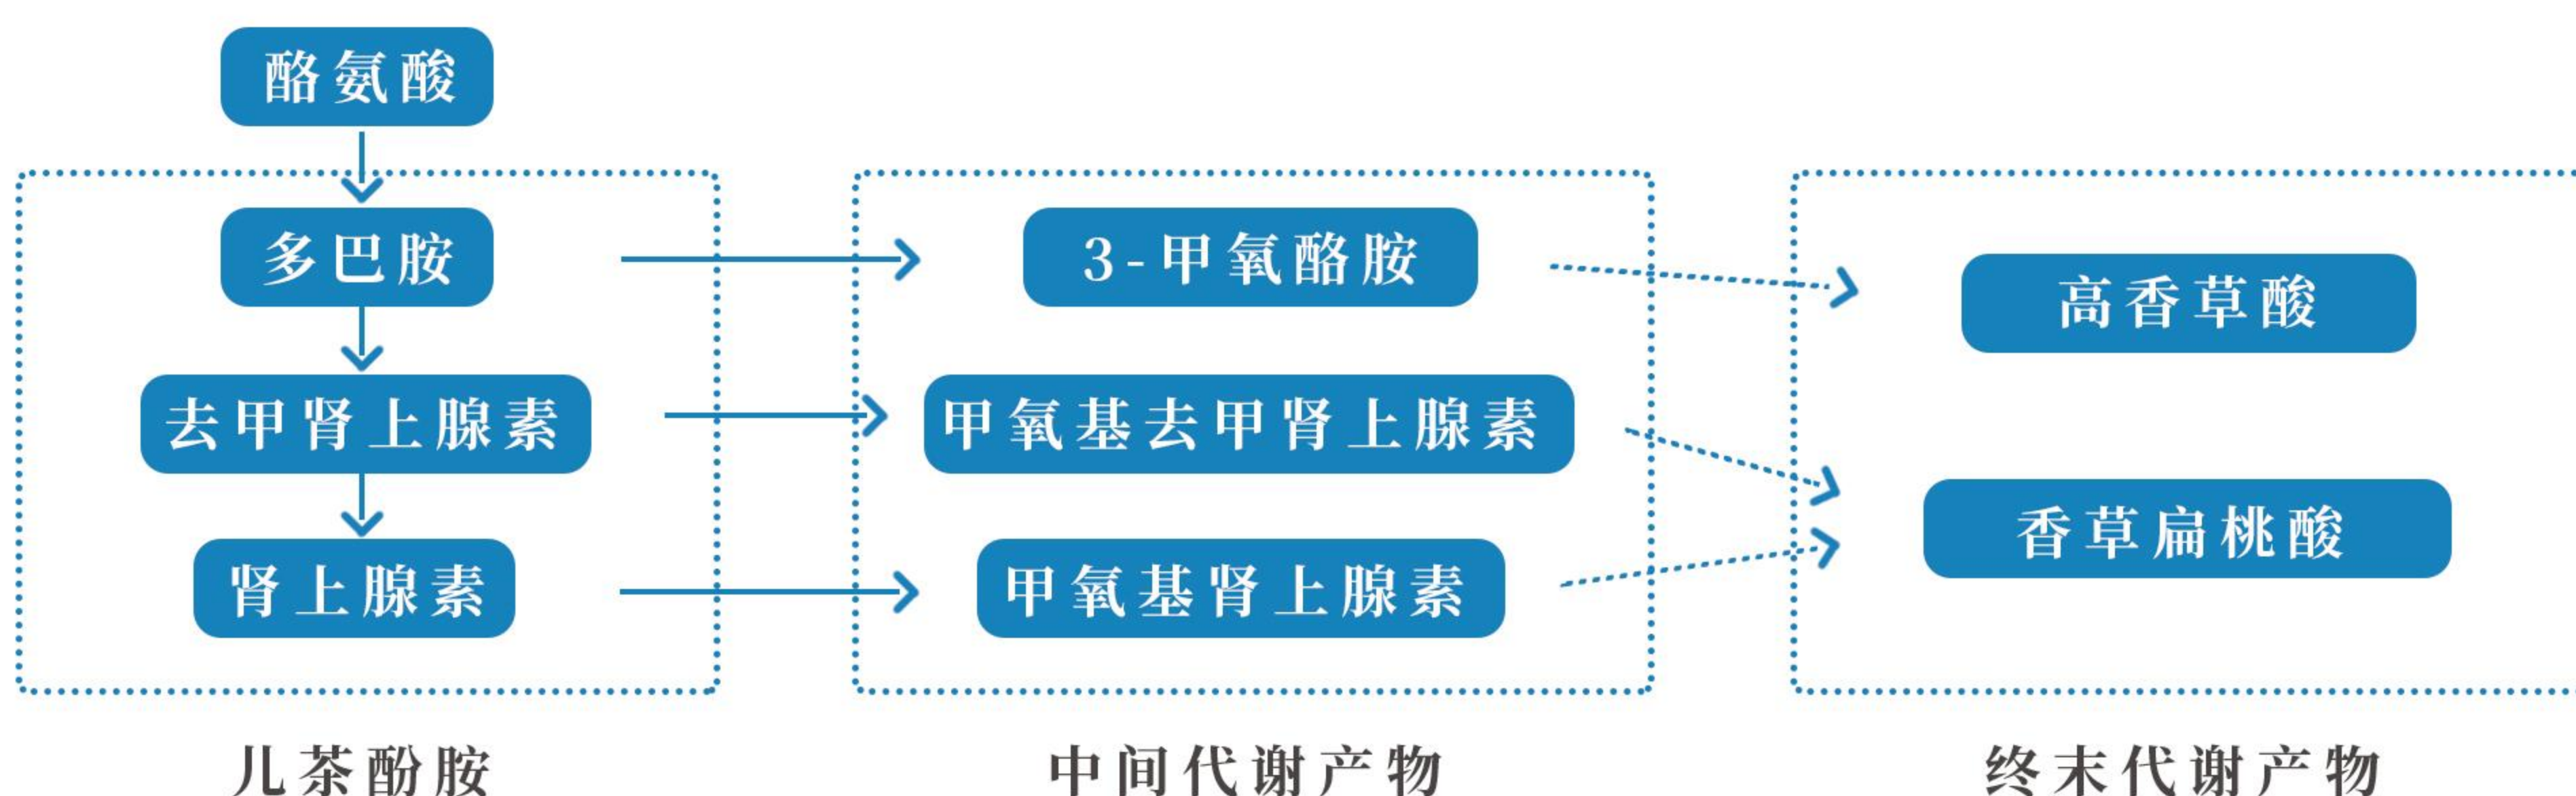 酪氨酸
多巴胺
3-甲氧酪胺
高香草酸
去甲肾上腺素
甲氧基去甲肾上腺素
香草扁桃酸
肾上腺素
甲氧基肾上腺素
儿茶酚胺
中间代谢产物
终末代谢产物